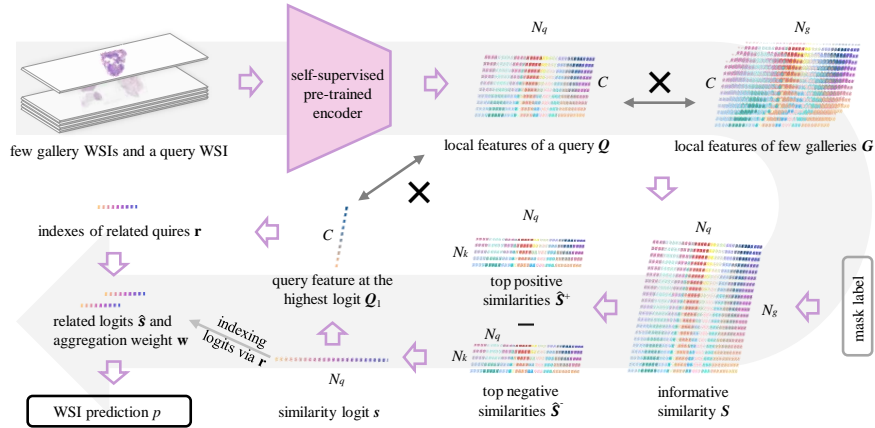 few gallery WSIs and a query WSI
self-supervised
pre-trained
encoder
N_q
C
local features of a query Q
×
N_g
C
local features of few galleries G
×
indexes of related quires r
C
query feature at the
highest logit Q_1
N_q
N_k
top positive
similarities Ŝ^+
−
N_q
N_k
top negative
similarities Ŝ^-
N_q
N_g
informative
similarity S
mask label
related logits ŝ and
aggregation weight w
indexing
logits via
r
N_q
similarity logit s
WSI prediction p